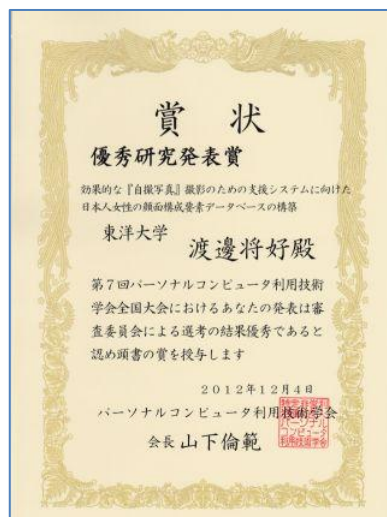 賞状
優秀研究発表賞
効果的な『自撮写真』撮影のための支援システムに向けた
日本人女性の顔面構成要素データベースの構築
東洋大学
渡邊将好殿
第7回パーソナルコンピュータ利用技術
学会全国大会におけるあなたの発表は審
査委員会による選考の結果優秀であると
認め頭書の賞を授与します
2012年12月4日
パーソナルコンピュータ利用技術学会
会長 山下倫範